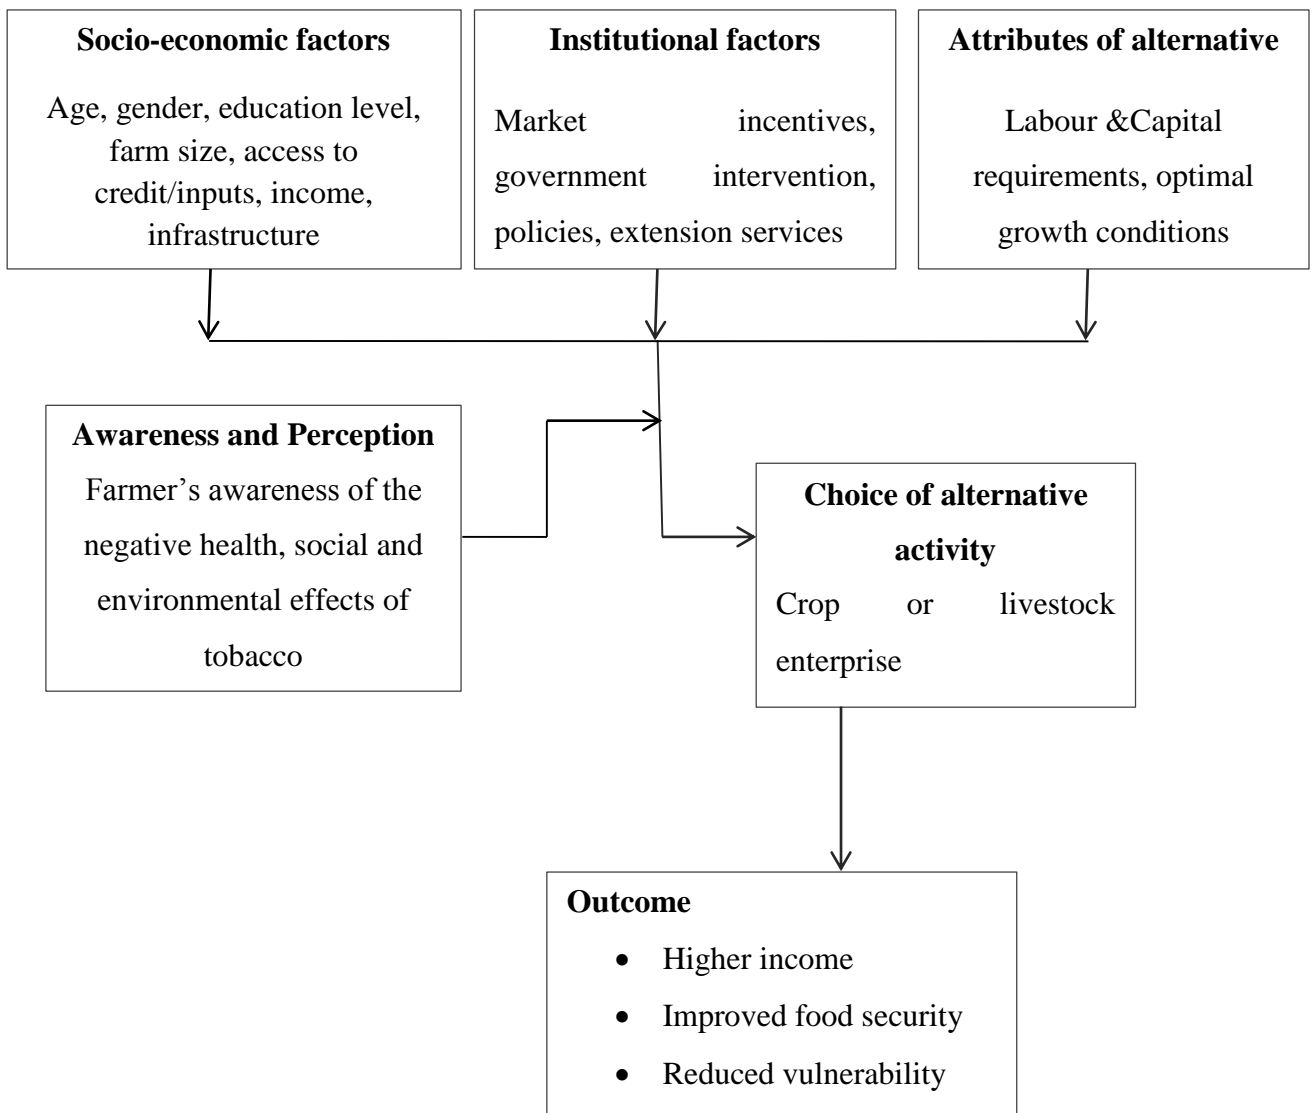 Socio-economic factors
Age, gender, education level,
farm size, access to
credit/inputs, income,
infrastructure
Institutional factors
Market incentives,
government intervention,
policies, extension services
Attributes of alternative
Labour &Capital
requirements, optimal
growth conditions
Awareness and Perception
Farmer’s awareness of the
negative health, social and
environmental effects of
tobacco
Choice of alternative
activity
Crop or livestock
enterprise
Outcome
• Higher income
• Improved food security
• Reduced vulnerability